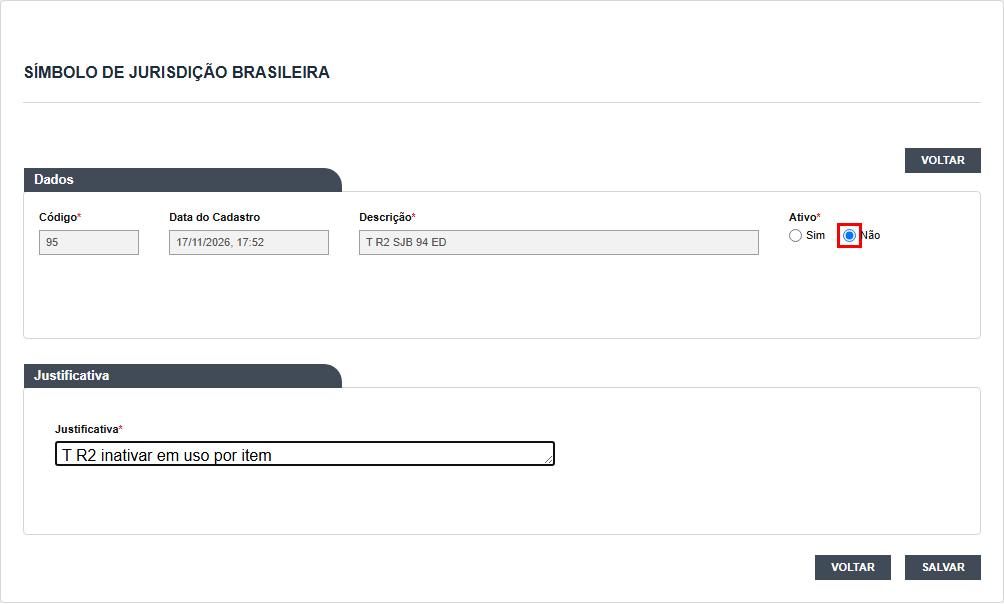 SÍMBOLO DE JURISDIÇÃO BRASILEIRA
VOLTAR
Dados
Código* Data do Cadastro Descrição* Ativo*
95 17/11/2026, 17:52 T R2 SJB 94 ED Sim Não
Justificativa
Justificativa*
T R2 inativar em uso por item
VOLTAR SALVAR